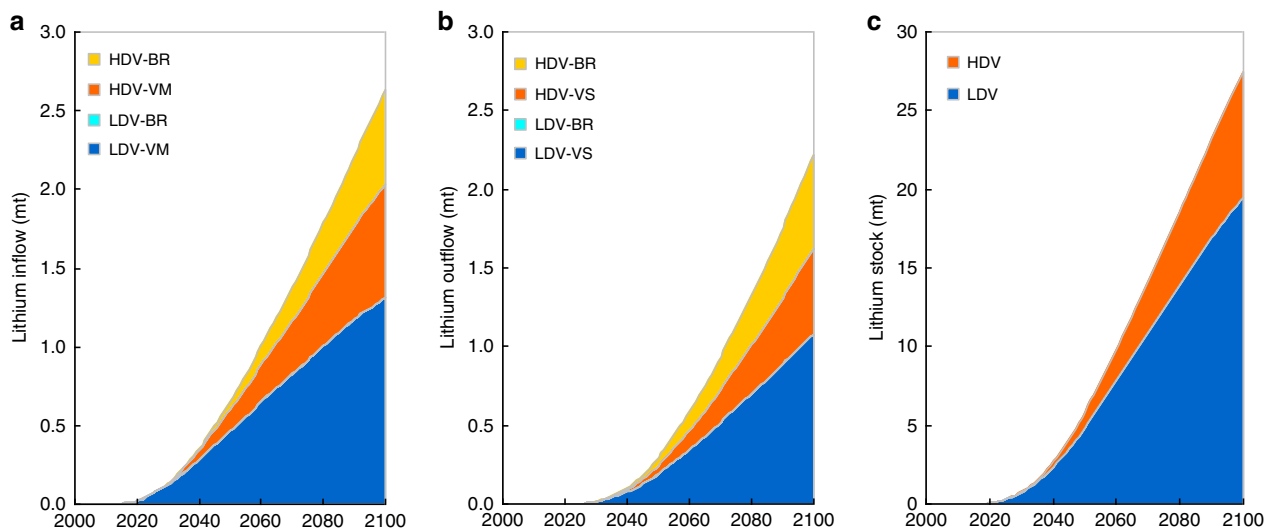 a
3.0
2.5
2.0
1.5
1.0
0.5
0.0
Lithium inflow (mt)
HDV-BR
HDV-VM
LDV-BR
LDV-VM
2000 2020 2040 2060 2080 2100
b
3.0
2.5
2.0
1.5
1.0
0.5
0.0
Lithium outflow (mt)
HDV-BR
HDV-VS
LDV-BR
LDV-VS
2000 2020 2040 2060 2080 2100
c
30
25
20
15
10
5
0.0
Lithium stock (mt)
HDV
LDV
2000 2020 2040 2060 2080 2100